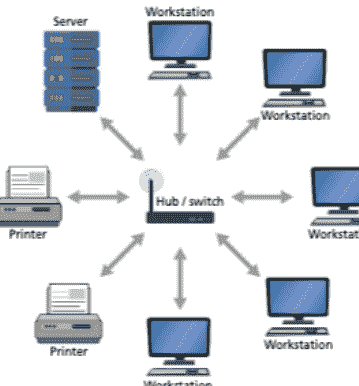 Workstation
Server
Workstation
Hub / switch
Printer
Workstat
Workstation
Printer
Workstation